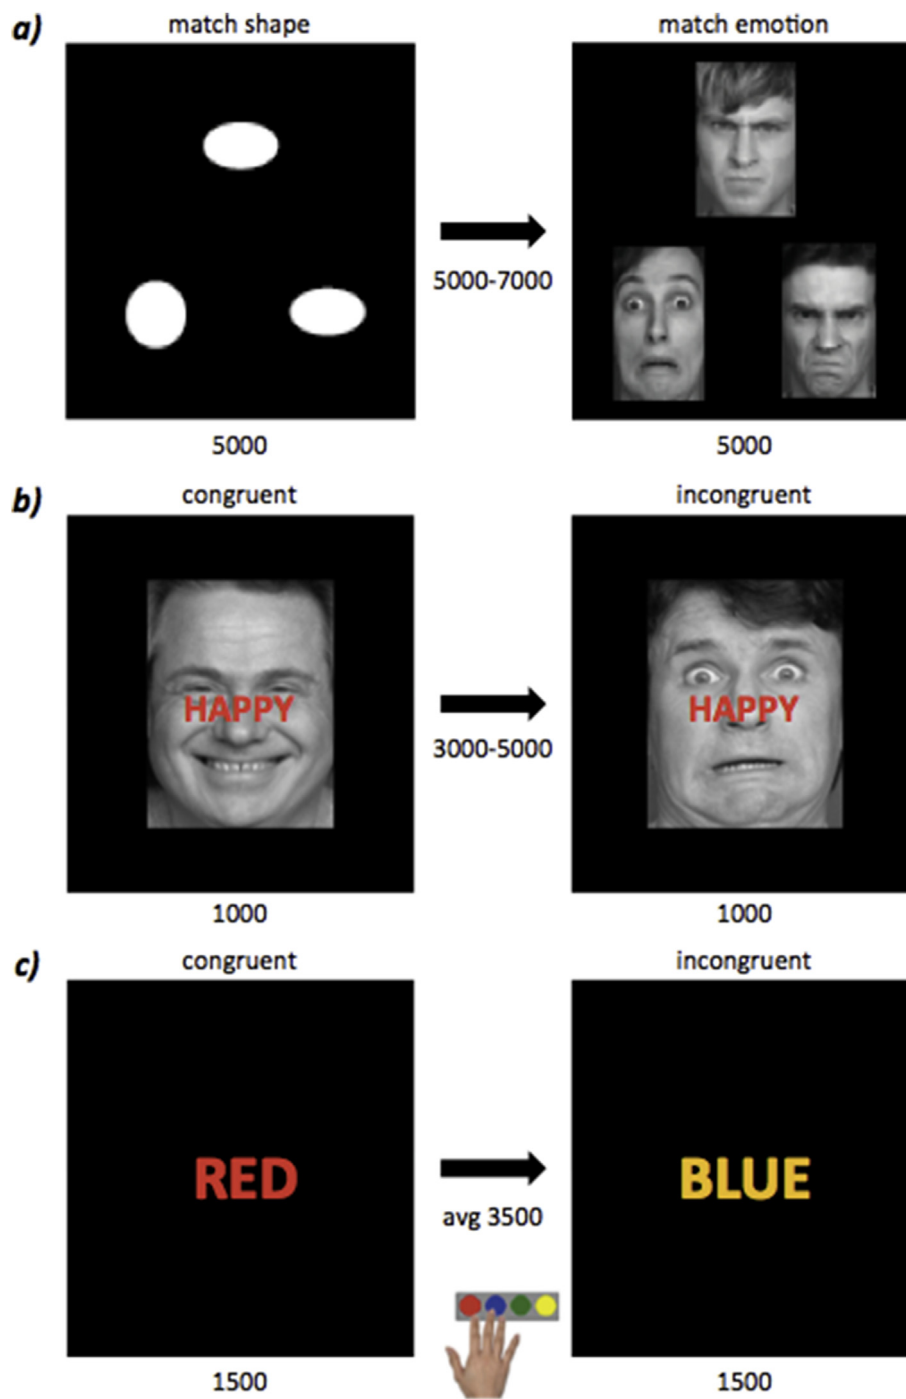 a)
match shape
match emotion
5000-7000
5000
5000
b)
congruent
incongruent
HAPPY
HAPPY
3000-5000
1000
1000
c)
congruent
incongruent
RED
BLUE
avg 3500
1500
1500